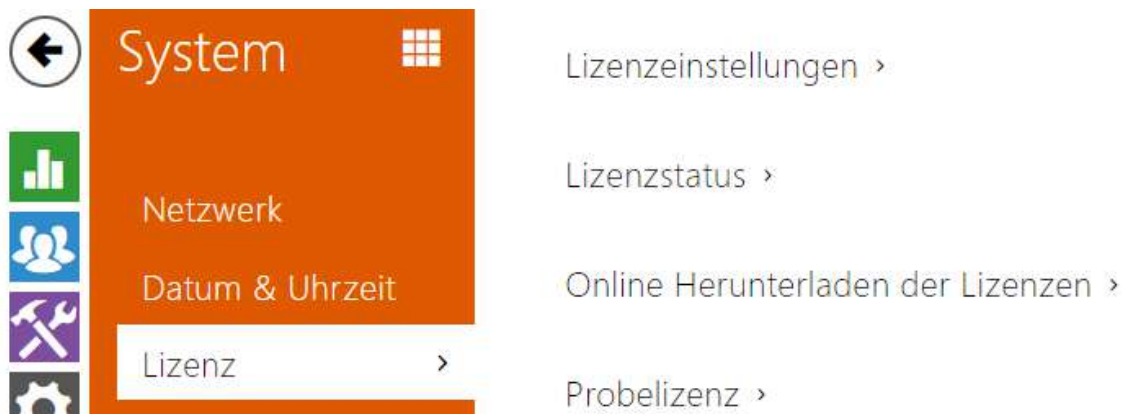 System
Netzwerk
Datum & Uhrzeit
Lizenz
Lizenzeinstellungen
Lizenzstatus
Online Herunterladen der Lizenzen
Probelizenz